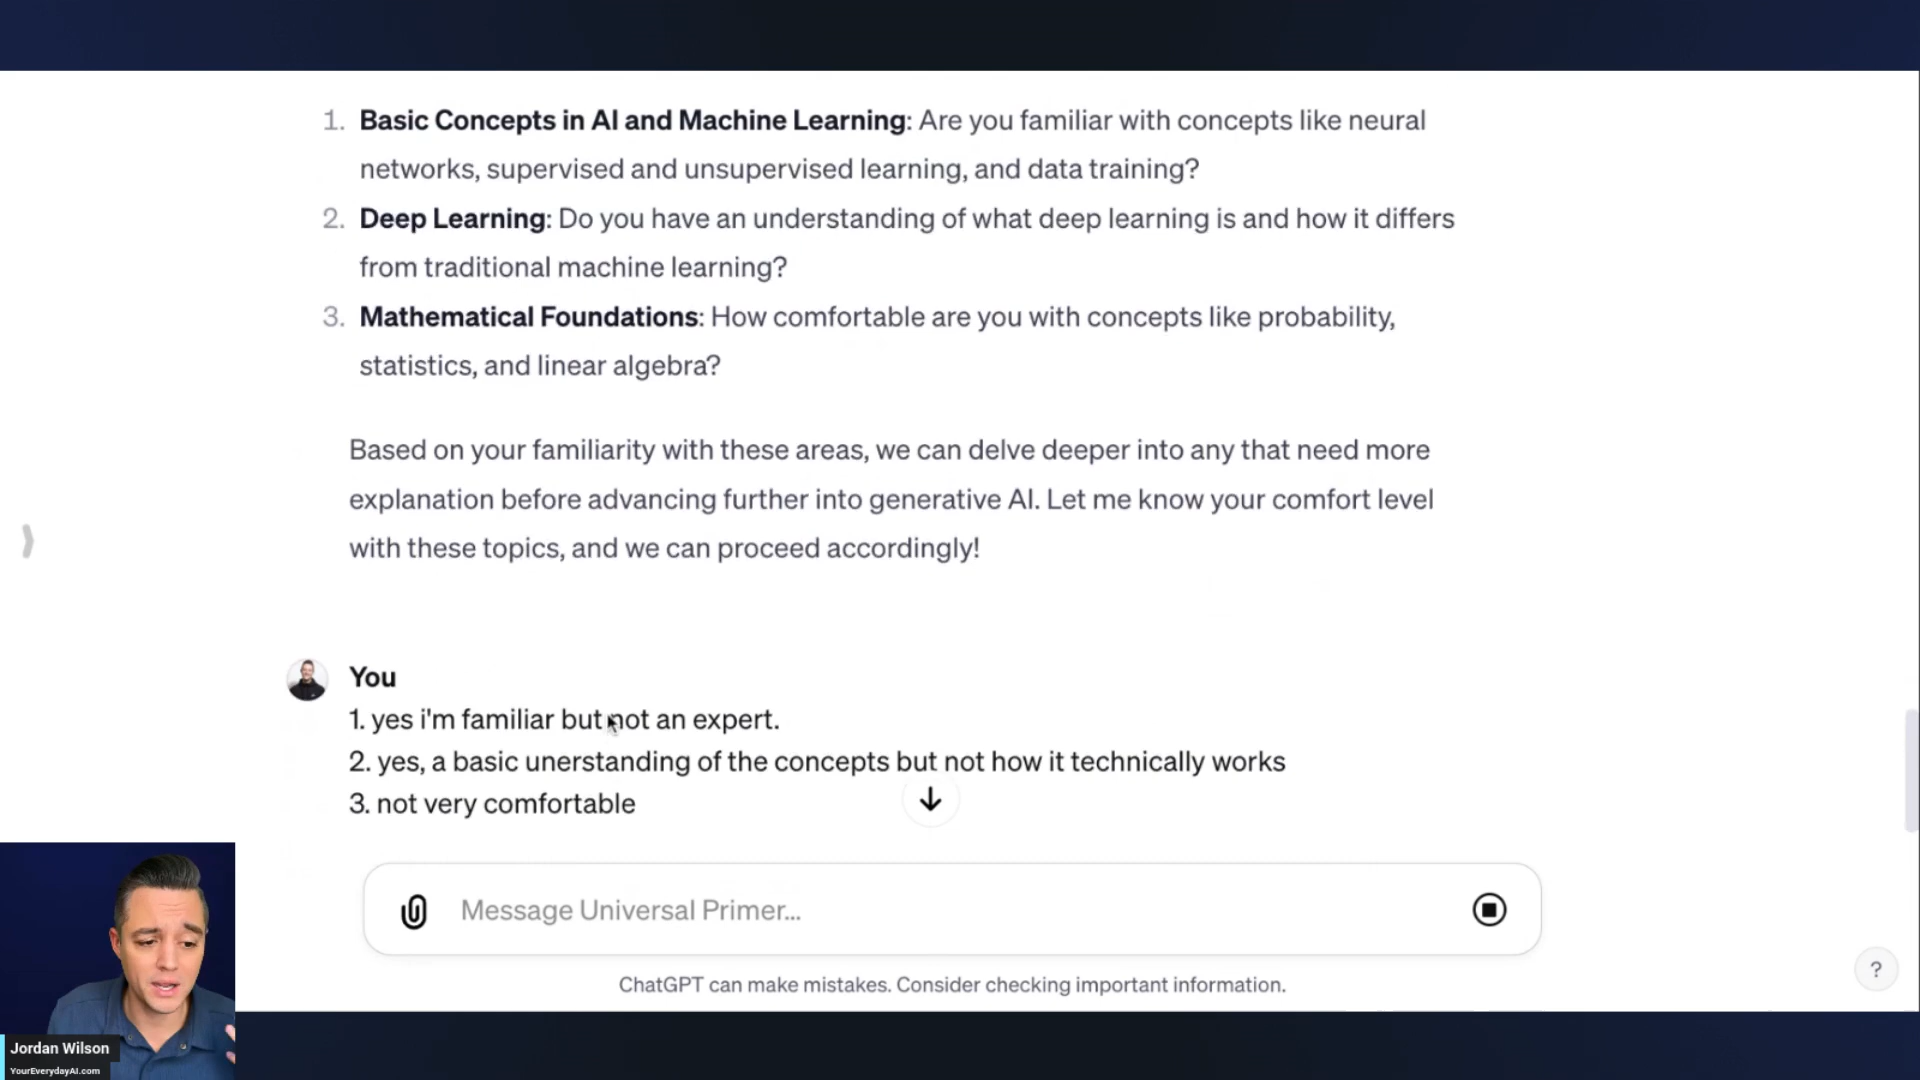 1. Basic Concepts in AI and Machine Learning: Are you familiar with concepts like neural
networks, supervised and unsupervised learning, and data training?
2. Deep Learning: Do you have an understanding of what deep learning is and how it differs
from traditional machine learning?
3. Mathematical Foundations: How comfortable are you with concepts like probability,
statistics, and linear algebra?
Based on your familiarity with these areas, we can delve deeper into any that need more
explanation before advancing further into generative AI. Let me know your comfort level
with these topics, and we can proceed accordingly!
You
1. yes i'm familiar but not an expert.
2. yes, a basic unerstanding of the concepts but not how it technically works
3. not very comfortable
Message Universal Primer...
ChatGPT can make mistakes. Consider checking important information.
?
Jordan Wilson
YourEverydayAI.com